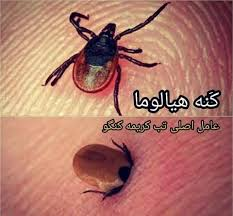 کنه هیالوما
عامل اصلی تب کریمه کنگو